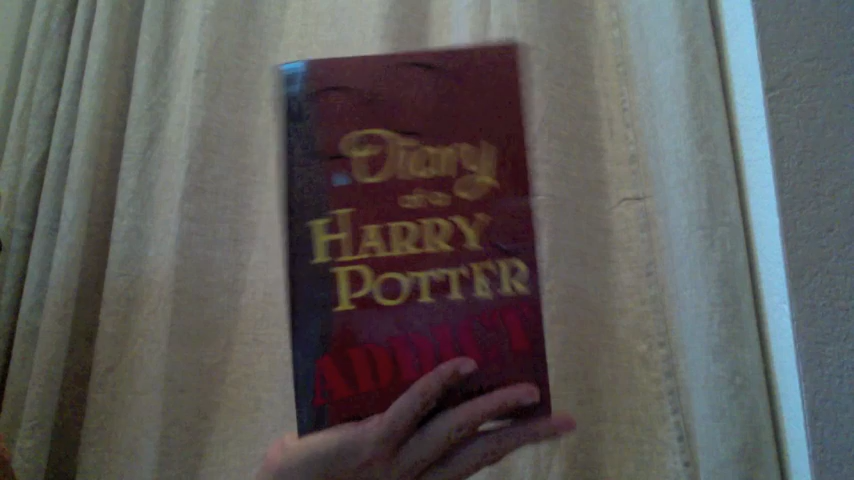 Diary
of a
HARRY
POTTER
ADDICT